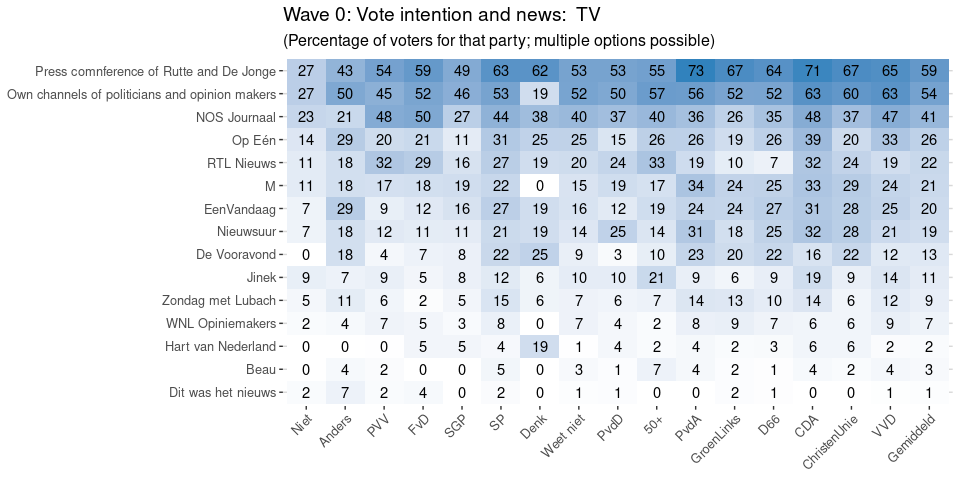 Wave 0: Vote intention and news:  TV
(Percentage of voters for that party; multiple options possible)
Press comnference of Rutte and De Jonge 27 43 54 59 49 63 62 53 53 55 73 67 64 71 67 65 59
Own channels of politicians and opinion makers 27 50 45 52 46 53 19 52 50 57 56 52 52 63 60 63 54
NOS Journaal 23 21 48 50 27 44 38 40 37 40 36 26 35 48 37 47 41
Op Eén 14 29 20 21 11 31 25 25 15 26 26 19 26 39 20 33 26
RTL Nieuws 11 18 32 29 16 27 19 20 24 33 19 10 7 32 24 19 22
M 11 18 17 18 19 22 0 15 19 17 34 24 25 33 29 24 21
EenVandaag 7 29 9 12 16 27 19 16 12 19 24 24 27 31 28 25 20
Nieuwsuur 7 18 12 11 11 21 19 14 25 14 31 18 25 32 28 21 19
De Vooravond 0 18 4 7 8 22 25 9 3 10 23 20 22 16 22 12 13
Jinek 9 7 9 5 8 12 6 10 10 21 9 6 9 19 9 14 11
Zondag met Lubach 5 11 6 2 5 15 6 7 6 7 14 13 10 14 6 12 9
WNL Opiniemakers 2 4 7 5 3 8 0 7 4 2 8 9 7 6 6 9 7
Hart van Nederland 0 0 0 5 5 4 19 1 4 2 4 2 3 6 6 2 2
Beau 0 4 2 0 0 5 0 3 1 7 4 2 1 4 2 4 3
Dit was het nieuws 2 7 2 4 0 2 0 1 1 0 0 2 1 0 0 1 1
Niet Anders PVV FvD SGP SP Denk Weet niet PvdD 50+ PvdA GroenLinks D66 CDA ChristenUnie VVD Gemiddeld